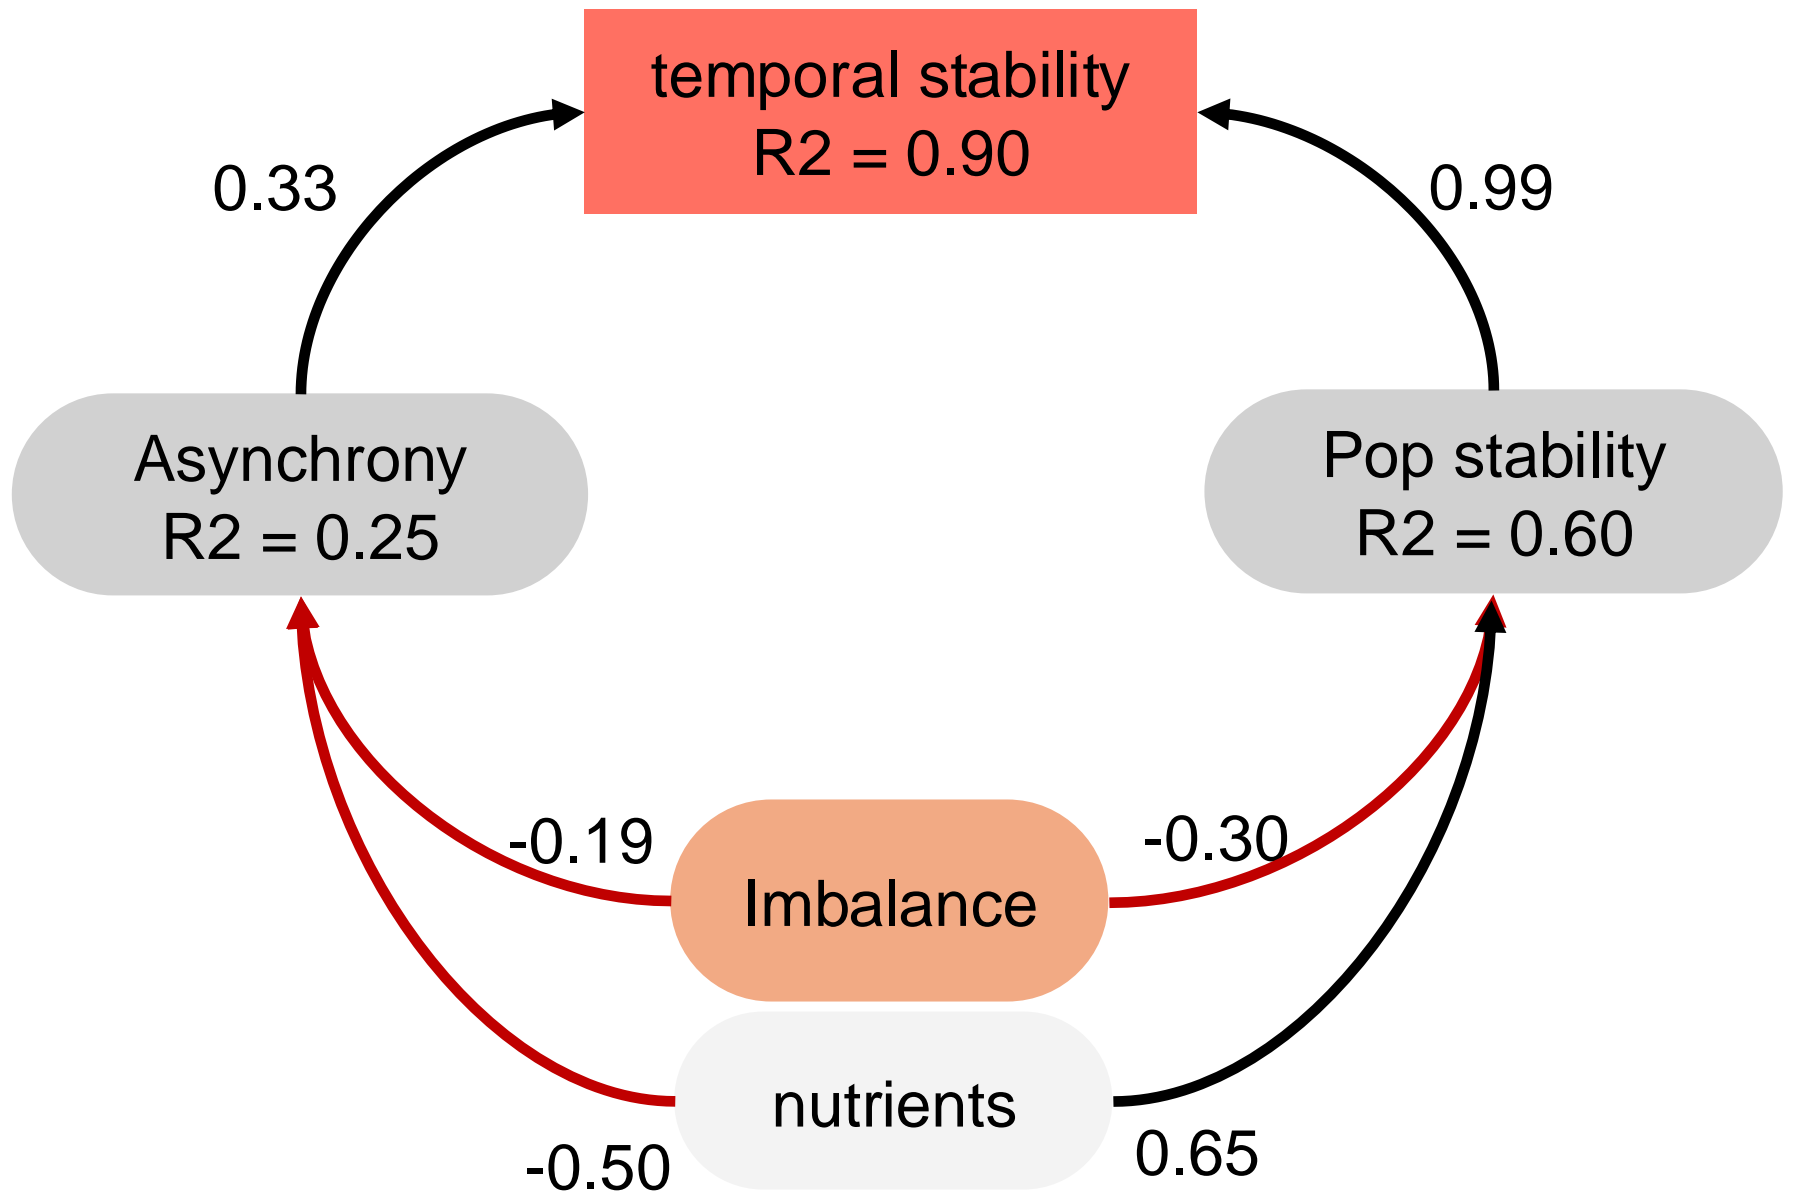 temporal stability
R2 = 0.90
0.33
0.99
Asynchrony
R2 = 0.25
Pop stability
R2 = 0.60
-0.19
-0.30
Imbalance
nutrients
-0.50
0.65